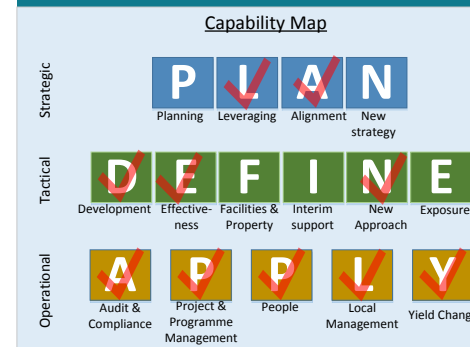 Capability Map
Strategic
P L A N
Planning Leveraging Alignment New
strategy
Tactical
D E F I N E
Development Effective-
ness Facilities &
Property Interim
support New
Approach Exposure
Operational
A P P L Y
Audit &
Compliance Project &
Programme
Management People Local
Management Yield Chang